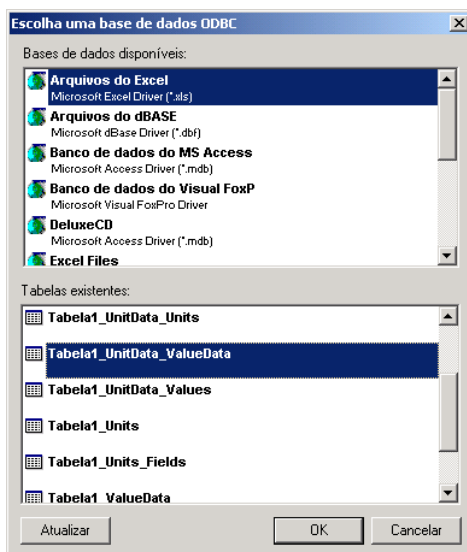 Escolha uma base de dados ODBC
Bases de dados disponíveis:
Arquivos do Excel
Microsoft Excel Driver (*.xls)
Arquivos do dBASE
Microsoft dBase Driver (*.dbf)
Banco de dados do MS Access
Microsoft Access Driver (*.mdb)
Banco de dados do Visual FoxP
Microsoft Visual FoxPro Driver
DeluxeCD
Microsoft Access Driver (*.mdb)
Excel Files
Tabelas existentes:
Tabela1_UnitData_Units
Tabela1_UnitData_ValueData
Tabela1_UnitData_Values
Tabela1_Units
Tabela1_Units_Fields
Tabela1_ValueData
Atualizar
OK
Cancelar